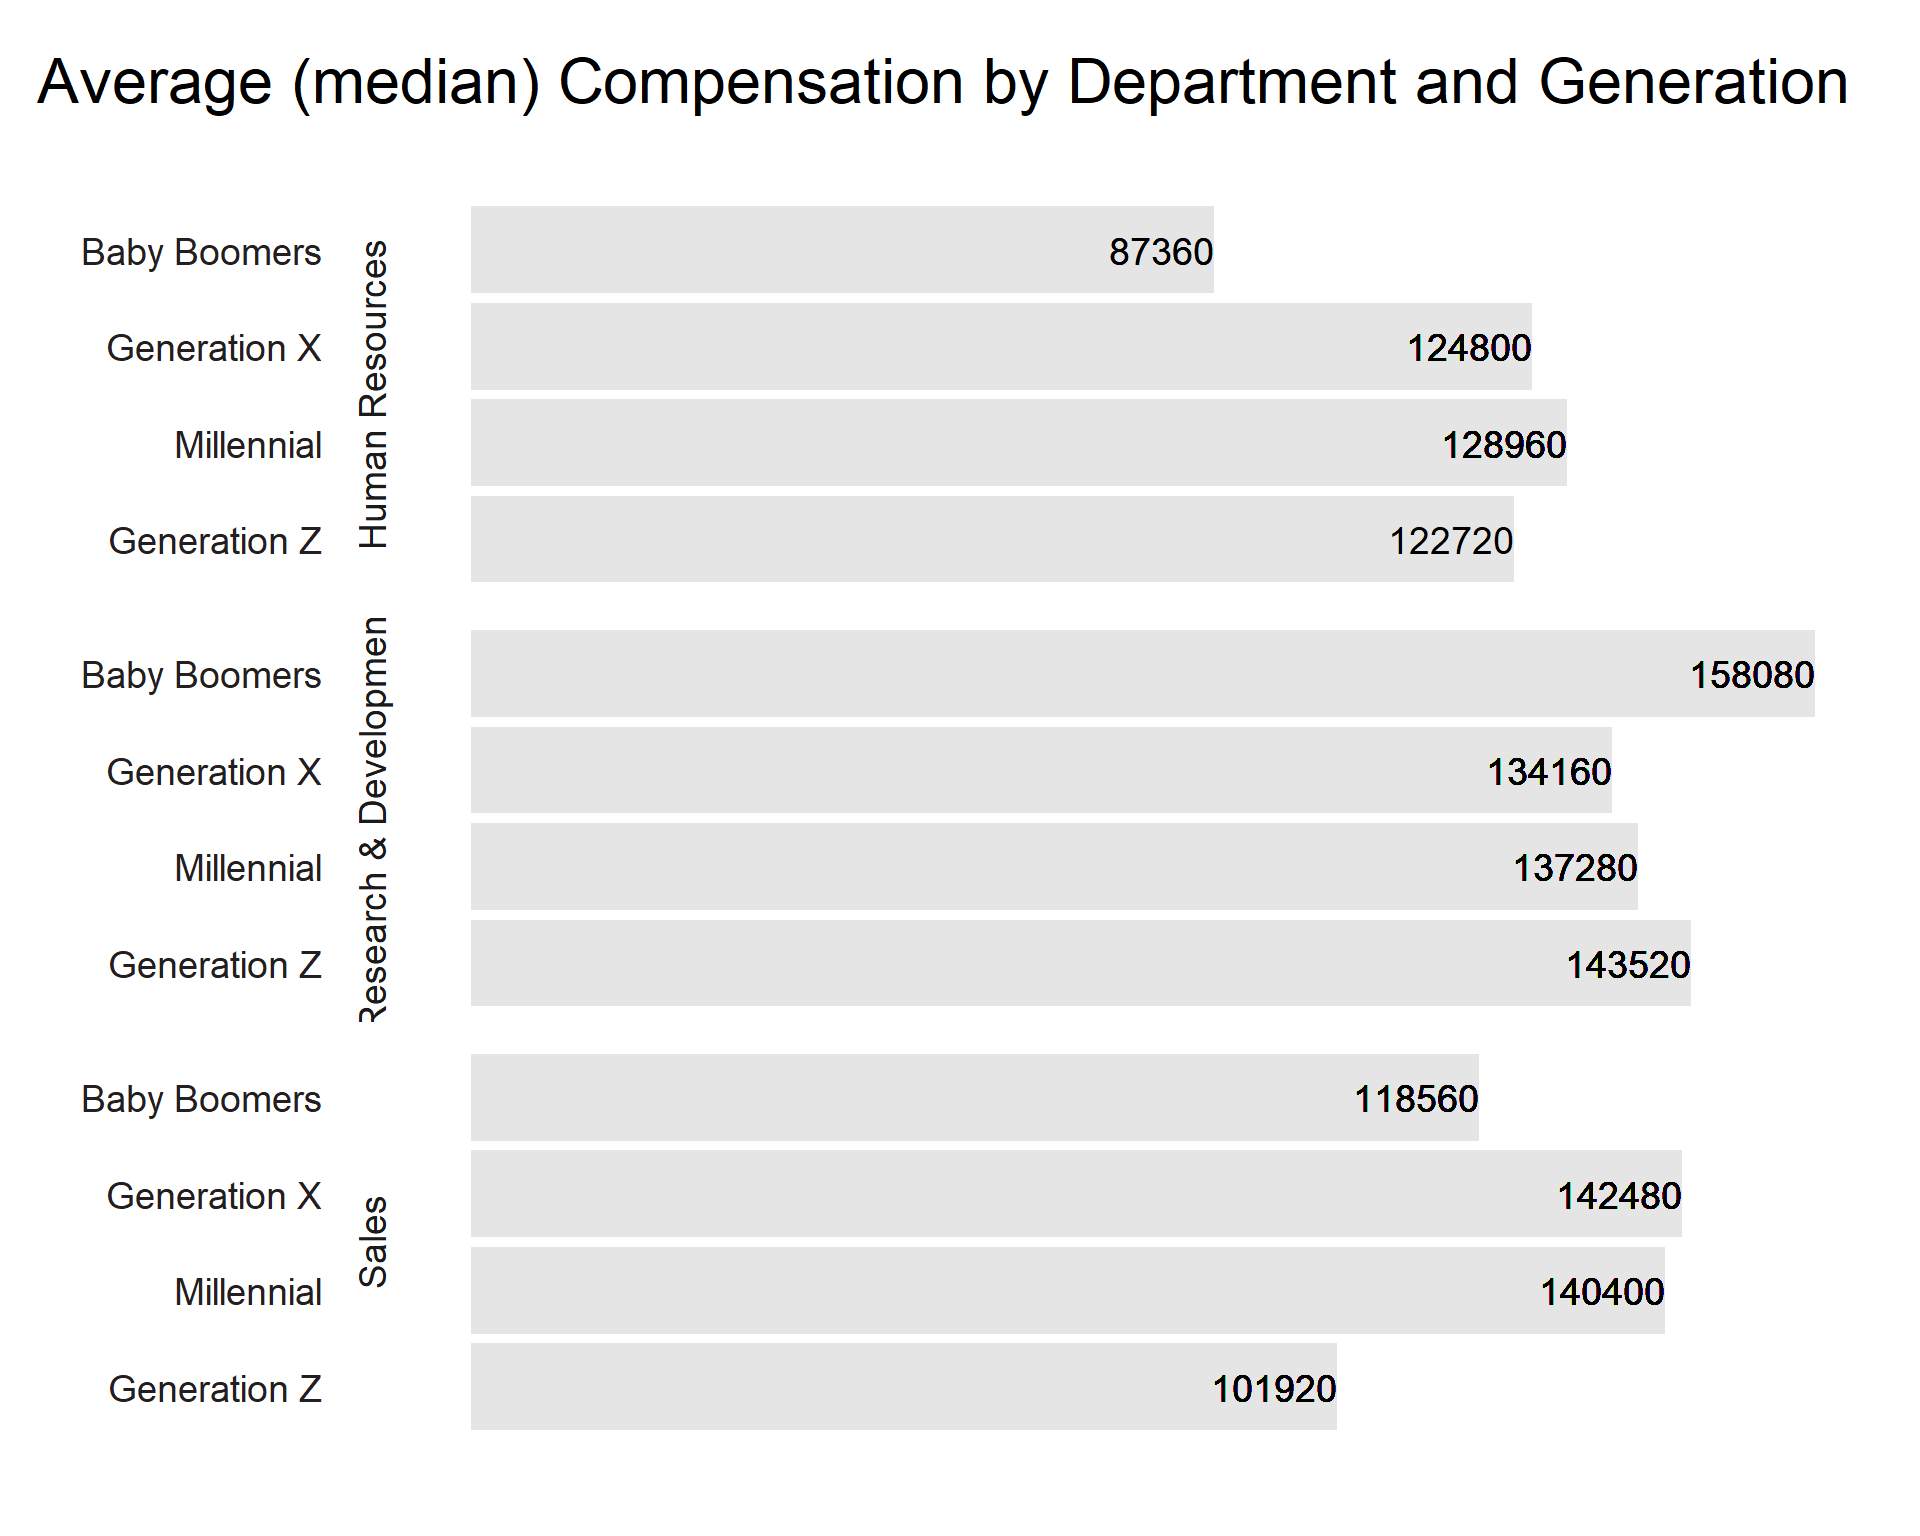 Average (median) Compensation by Department and Generation
Human Resources
Baby Boomers 87360
Generation X 124800
Millennial 128960
Generation Z 122720
Research & Developmen
Baby Boomers 158080
Generation X 134160
Millennial 137280
Generation Z 143520
Sales
Baby Boomers 118560
Generation X 142480
Millennial 140400
Generation Z 101920